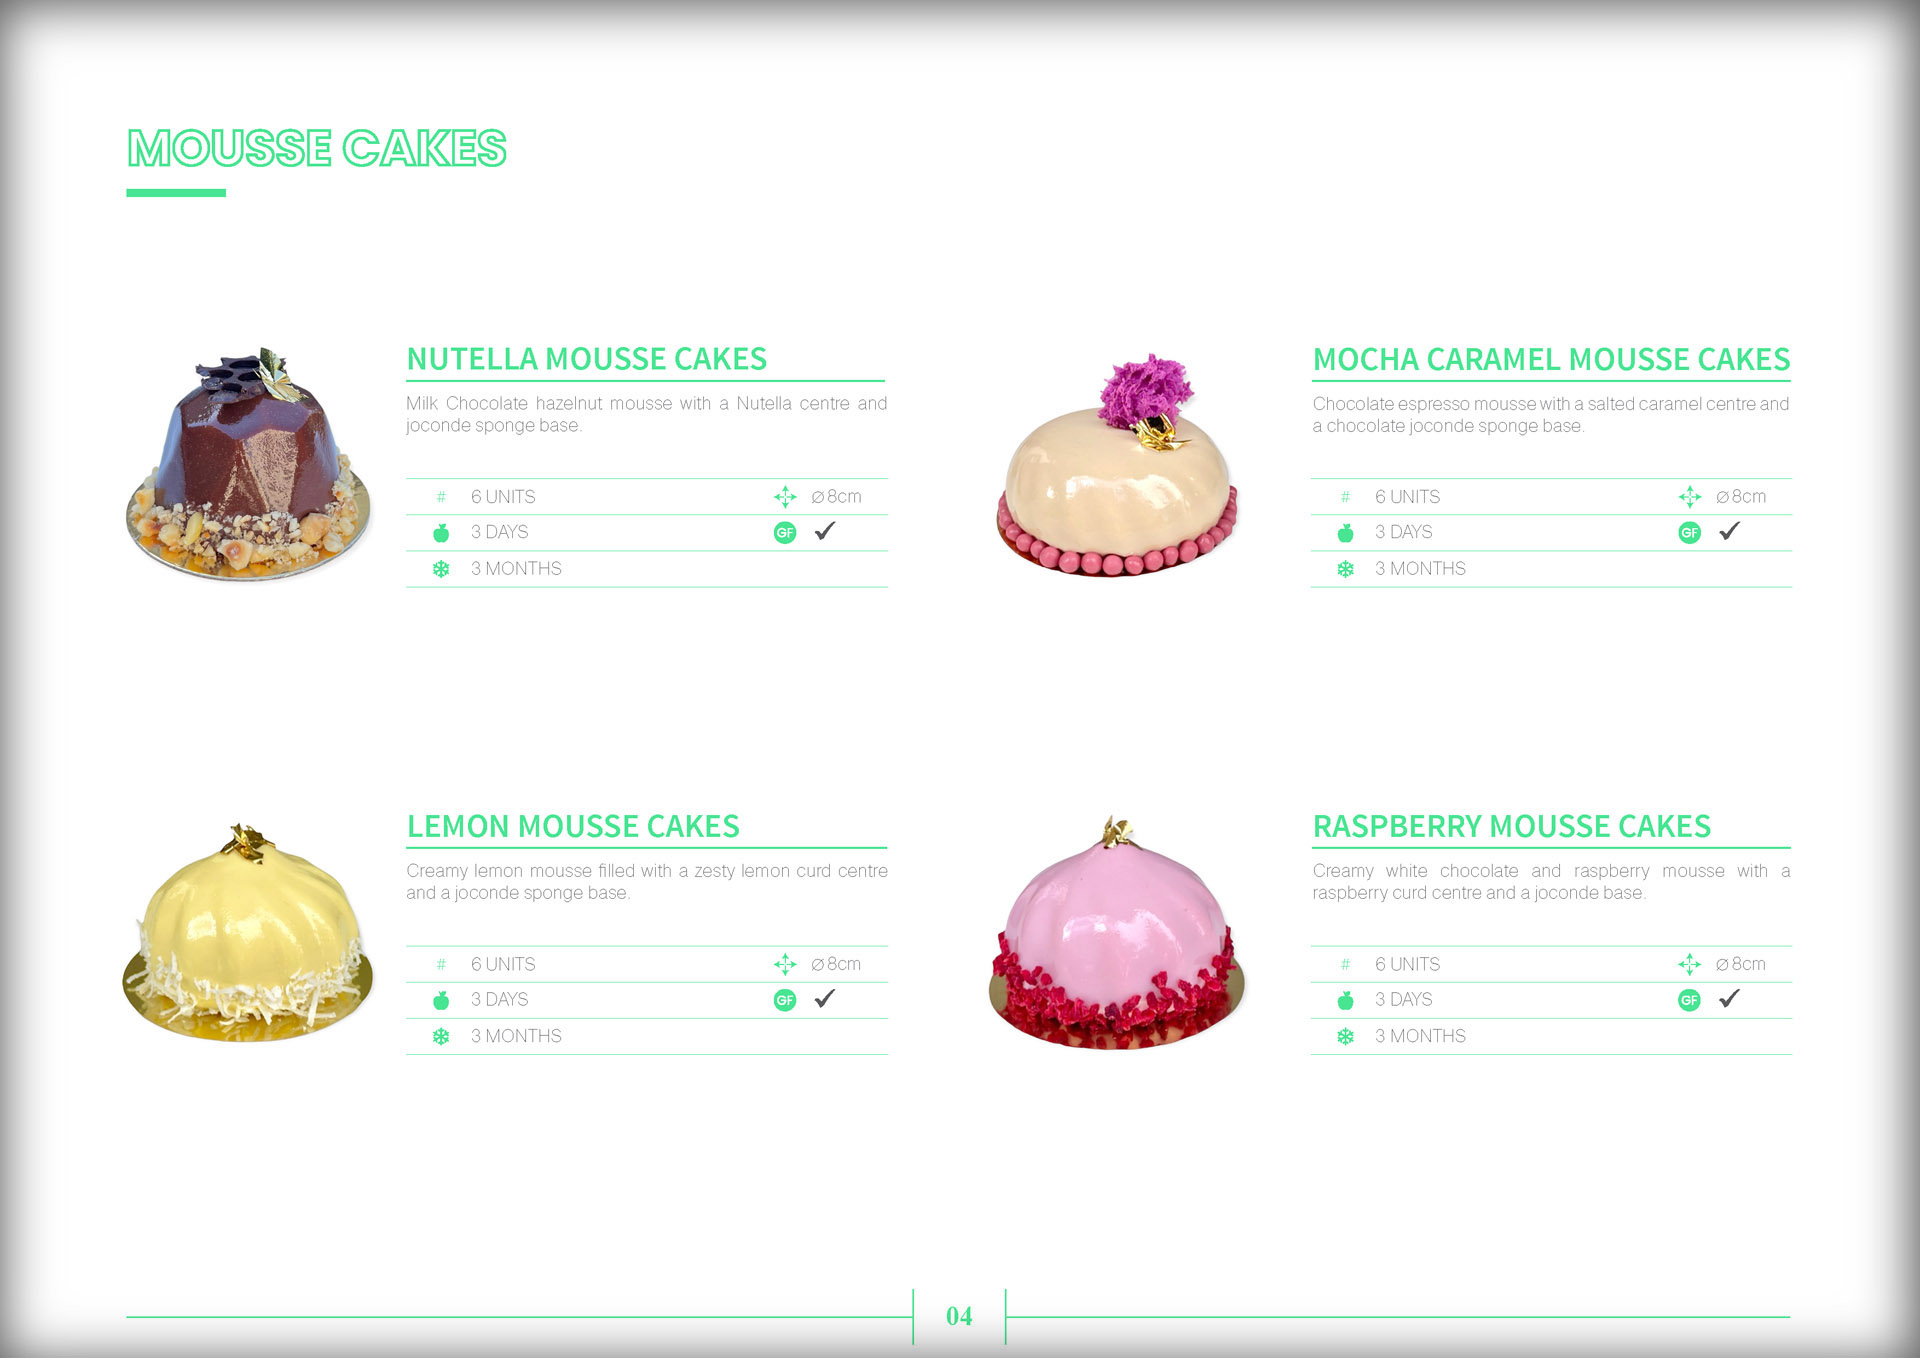 MOUSSE CAKES
NUTELLA MOUSSE CAKES
Milk Chocolate hazelnut mousse with a Nutella centre and
joconde sponge base.
# 6 UNITS Ø 8cm
3 DAYS GF ✓
3 MONTHS
MOCHA CARAMEL MOUSSE CAKES
Chocolate espresso mousse with a salted caramel centre and
a chocolate joconde sponge base.
# 6 UNITS Ø 8cm
3 DAYS GF ✓
3 MONTHS
LEMON MOUSSE CAKES
Creamy lemon mousse filled with a zesty lemon curd centre
and a joconde sponge base.
# 6 UNITS Ø 8cm
3 DAYS GF ✓
3 MONTHS
RASPBERRY MOUSSE CAKES
Creamy white chocolate and raspberry mousse with a
raspberry curd centre and a joconde base.
# 6 UNITS Ø 8cm
3 DAYS GF ✓
3 MONTHS
04